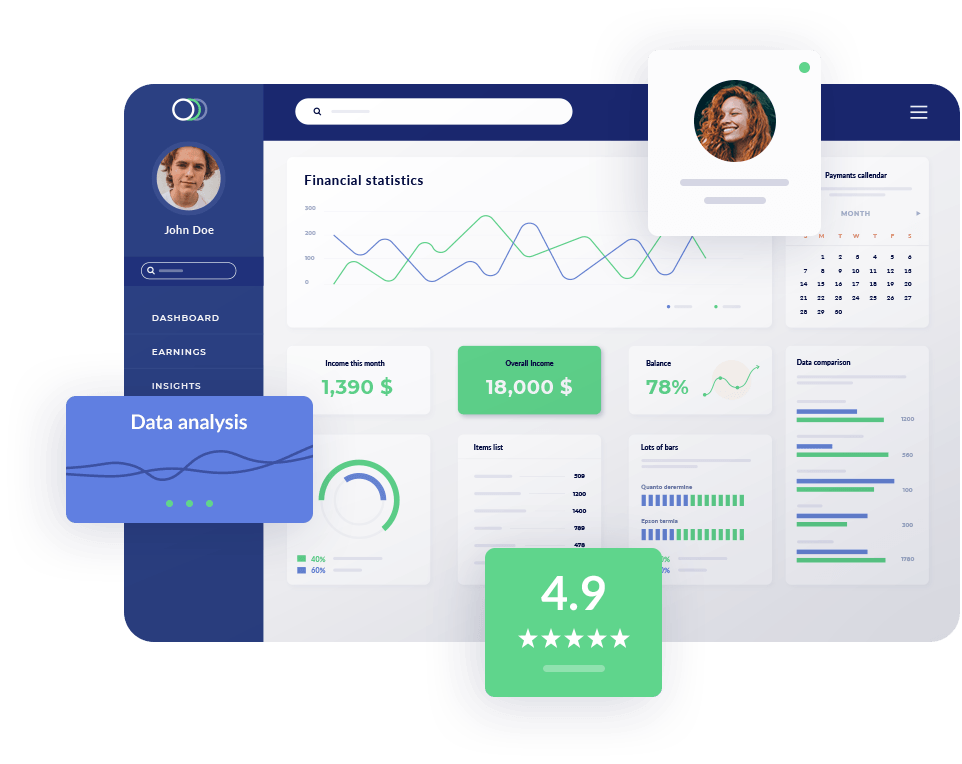 John Doe
DASHBOARD
EARNINGS
INSIGHTS
Data analysis
Financial statistics
300
200
100
0
Paymants callendar
MONTH
S M T W T F S
1 2 3 4 5 6
7 8 9 10 11 12 13
14 15 16 17 18 19 20
21 22 23 24 25 26 27
28 29 30
Income this month
1,390 $
Overall Income
18,000 $
Balance
78%
Data comparison
1200
380
100
300
1780
40%
60%
Items list
309
1200
1400
789
478
Lots of bars
Quanto deremine
Epson termia
4.9